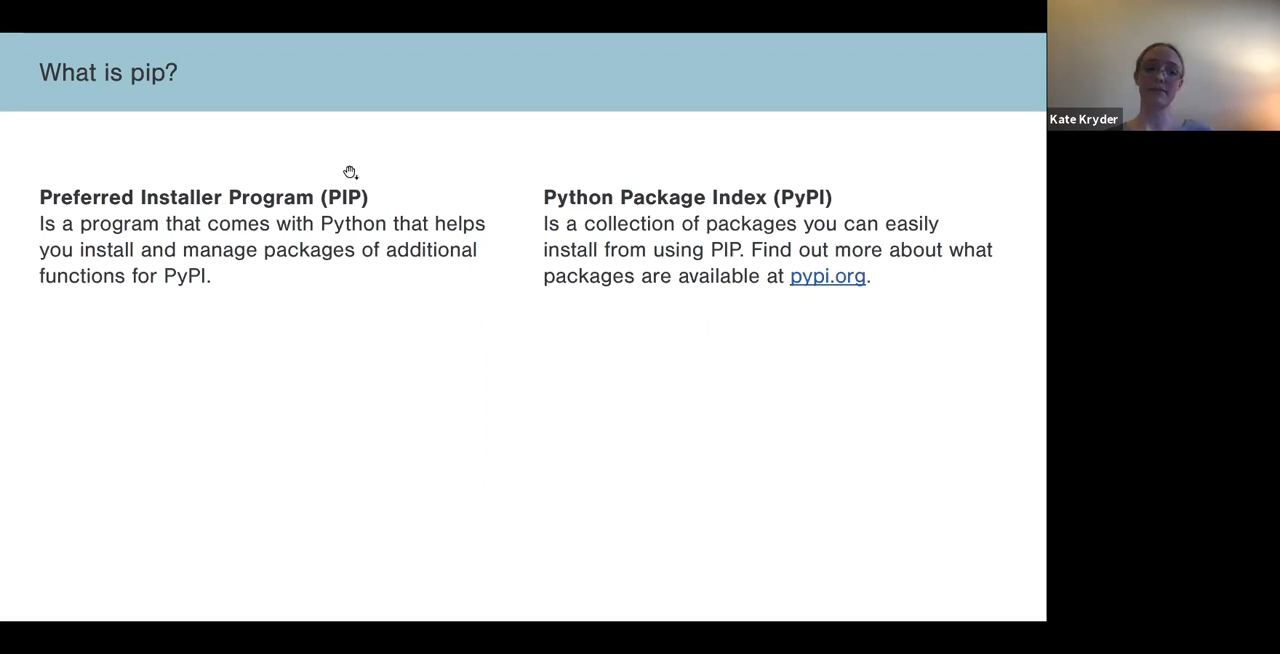 What is pip?
Kate Kryder
Preferred Installer Program (PIP)
Is a program that comes with Python that helps
you install and manage packages of additional
functions for PyPI.
Python Package Index (PyPI)
Is a collection of packages you can easily
install from using PIP. Find out more about what
packages are available at pypi.org.